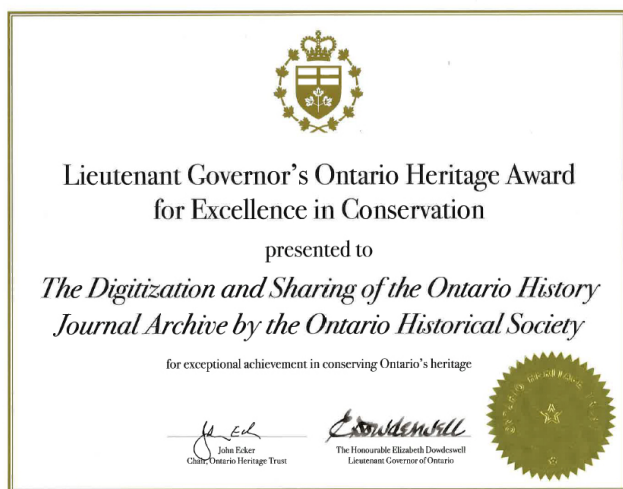 Lieutenant Governor's Ontario Heritage Award
for Excellence in Conservation
presented to
The Digitization and Sharing of the Ontario History
Journal Archive by the Ontario Historical Society
for exceptional achievement in conserving Ontario's heritage
John Ecker
Chair, Ontario Heritage Trust
EDowdeswell
The Honourable Elizabeth Dowdeswell
Lieutenant Governor of Ontario